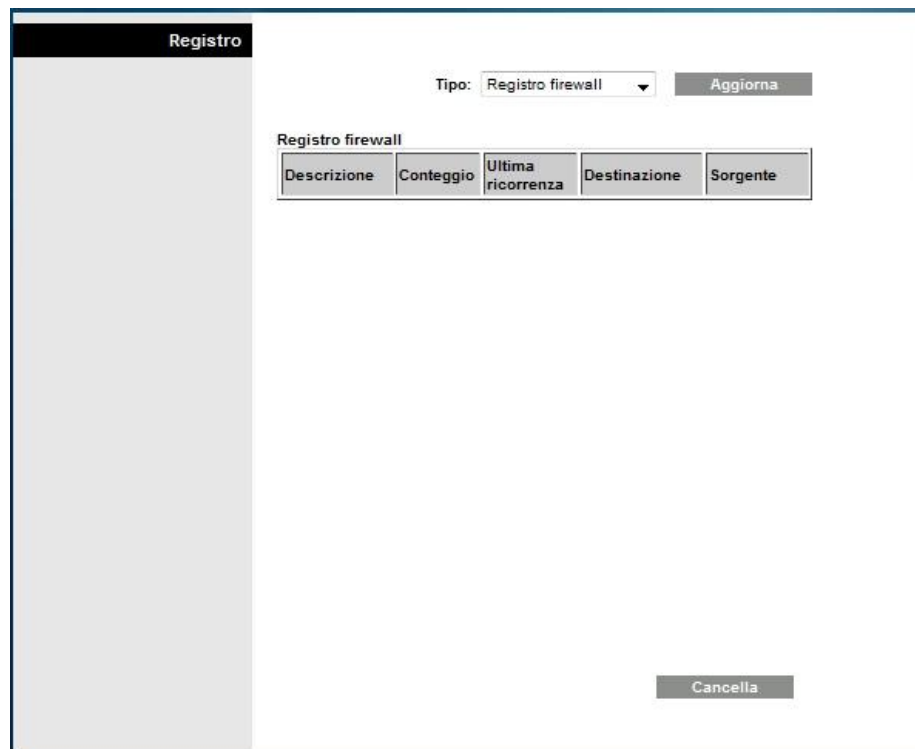 Registro
Tipo: Registro firewall Aggiorna
Registro firewall
Descrizione Conteggio Ultima ricorrenza Destinazione Sorgente
Cancella